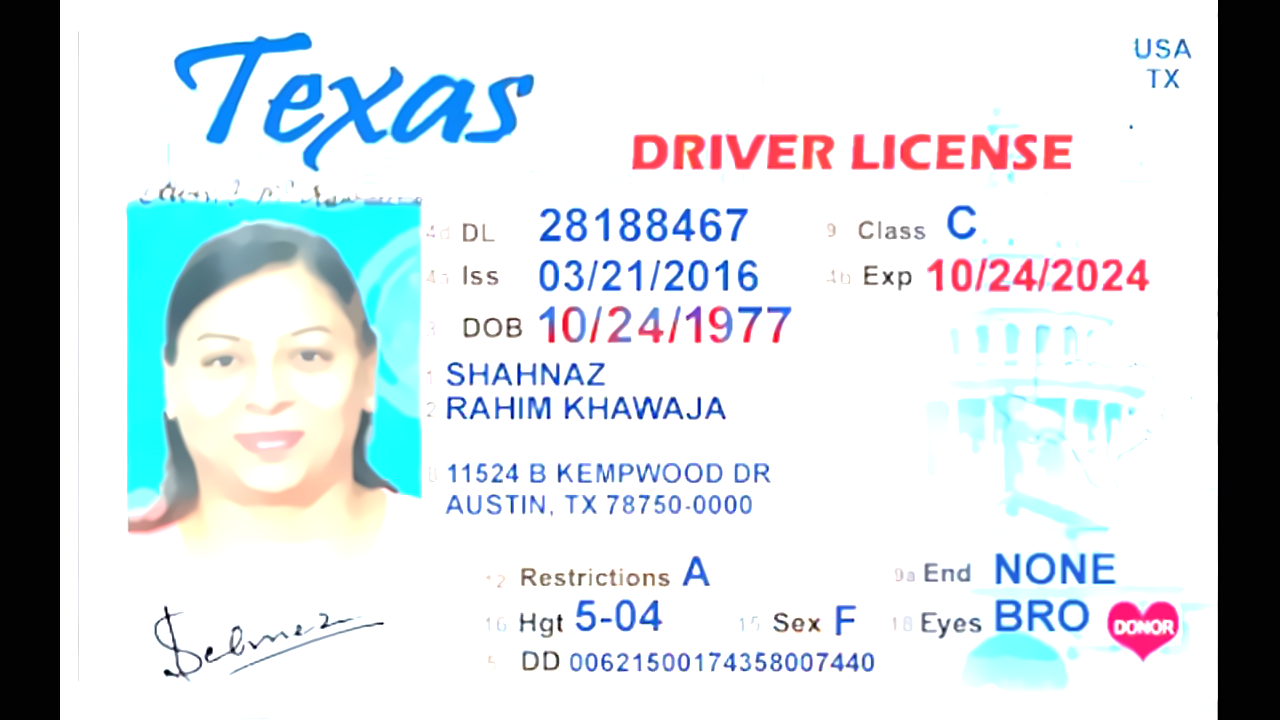 Texas
USA
TX
DRIVER LICENSE
4d DL 28188467 9 Class C
4a Iss 03/21/2016 4b Exp 10/24/2024
3 DOB 10/24/1977
1 SHAHNAZ
2 RAHIM KHAWAJA
8 11524 B KEMPWOOD DR
AUSTIN, TX 78750-0000
12 Restrictions A 9a End NONE
16 Hgt 5-04 15 Sex F 18 Eyes BRO DONOR
5 DD 00621500174358007440